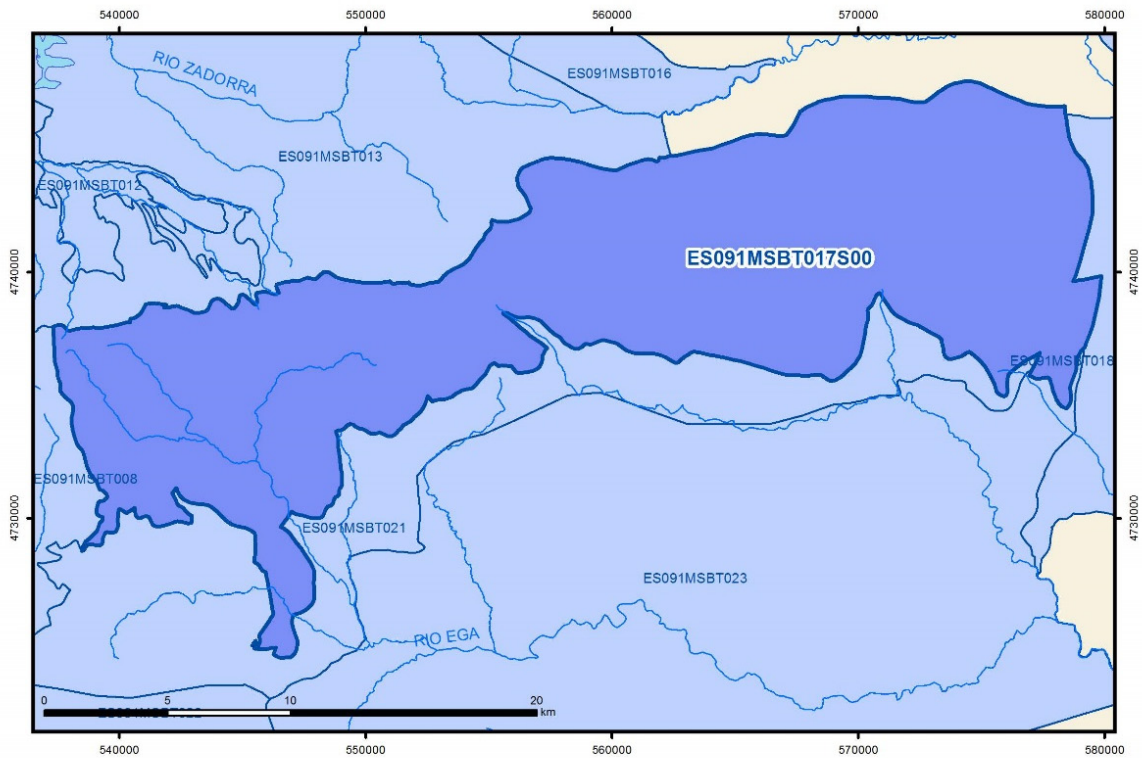 540000 550000 560000 570000 580000
RIO ZADORRA
ES091MSBT016
ES091MSBT013
ES091MSBT012
4740000
ES091MSBT017S00
4740000
ES091MSBT018
ES091MSBT008
4730000
ES091MSBT021
4730000
ES091MSBT023
RIO EGA
0 5 10 20
km
540000 550000 560000 570000 580000